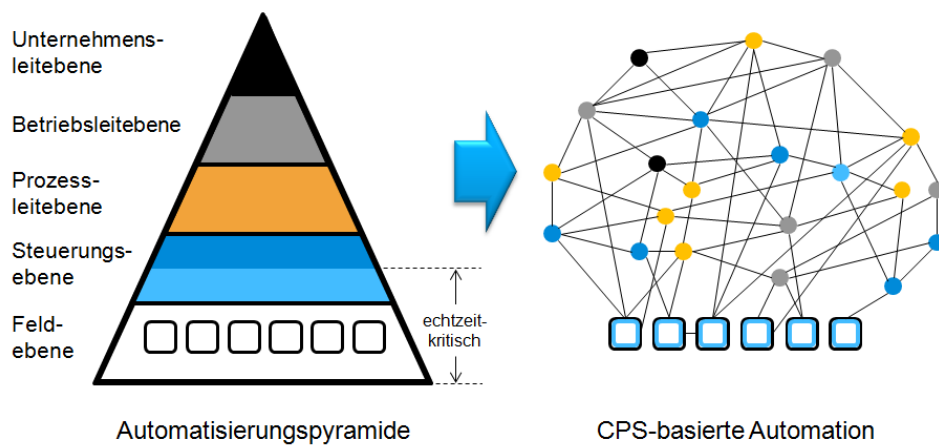 Unternehmens-
leitebene
Betriebsleitebene
Prozess-
leitebene
Steuerungs-
ebene
Feld-
ebene
echtzeit-
kritisch
Automatisierungspyramide
CPS-basierte Automation